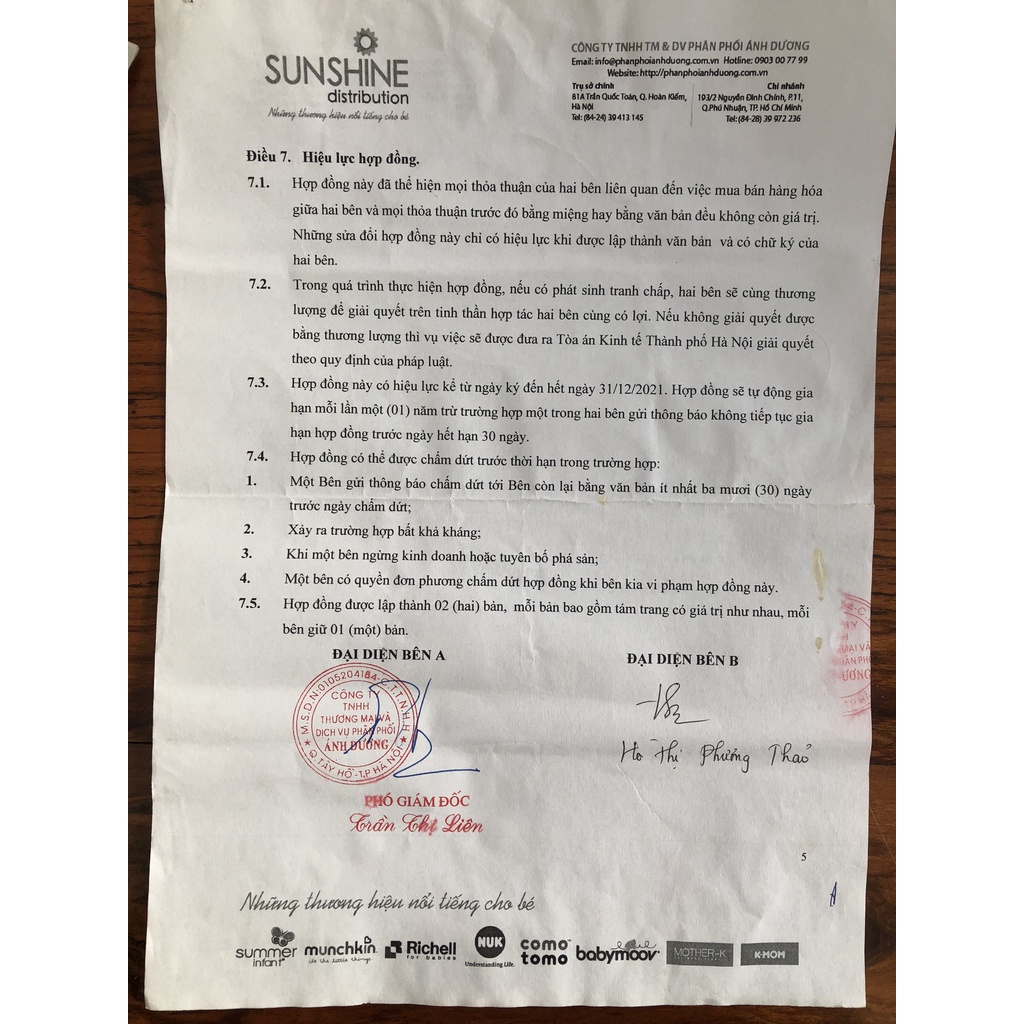 SUNSHINE
distribution
Những thương hiệu nổi tiếng cho bé
CÔNG TY TNHH TM & DV PHÂN PHỐI ÁNH DƯƠNG
Email: info@phanphoianhduong.com.vn Hotline: 0903 00 77 99
Website: http://phanphoianhduong.com.vn
Trụ sở chính
81A Trần Quốc Toản, Q. Hoàn Kiếm,
Hà Nội
Tel: (84-24) 39 413 145
Chi nhánh
193/2 Nguyễn Đình Chính, P.11,
Q.Phú Nhuận, TP. Hồ Chí Minh
Tel: (84-28) 39 972 236
Điều 7. Hiệu lực hợp đồng.
7.1. Hợp đồng này đã thể hiện mọi thỏa thuận của hai bên liên quan đến việc mua bán hàng hóa
giữa hai bên và mọi thỏa thuận trước đó bằng miệng hay bằng văn bản đều không còn giá trị.
Những sửa đổi hợp đồng này chỉ có hiệu lực khi được lập thành văn bản và có chữ ký của
hai bên.
7.2. Trong quá trình thực hiện hợp đồng, nếu có phát sinh tranh chấp, hai bên sẽ cùng thương
lượng để giải quyết trên tinh thần hợp tác hai bên cùng có lợi. Nếu không giải quyết được
bằng thương lượng thì vụ việc sẽ được đưa ra Tòa án Kinh tế Thành phố Hà Nội giải quyết
theo quy định của pháp luật.
7.3. Hợp đồng này có hiệu lực kể từ ngày ký đến hết ngày 31/12/2021. Hợp đồng sẽ tự động gia
hạn mỗi lần một (01) năm trừ trường hợp một trong hai bên gửi thông báo không tiếp tục gia
hạn hợp đồng trước ngày hết hạn 30 ngày.
7.4. Hợp đồng có thể được chấm dứt trước thời hạn trong trường hợp:
1. Một Bên gửi thông báo chấm dứt tới Bên còn lại bằng văn bản ít nhất ba mươi (30) ngày
trước ngày chấm dứt;
2. Xảy ra trường hợp bất khả kháng;
3. Khi một bên ngừng kinh doanh hoặc tuyên bố phá sản;
4. Một bên có quyền đơn phương chấm dứt hợp đồng khi bên kia vi phạm hợp đồng này.
7.5. Hợp đồng được lập thành 02 (hai) bản, mỗi bản bao gồm tám trang có giá trị như nhau, mỗi
bên giữ 01 (một) bản.
ĐẠI DIỆN BÊN A
ĐẠI DIỆN BÊN B
M.S.D.N:0105204184-C.T.T.N.H.H
CÔNG TY
TNHH
THƯƠNG MẠI VÀ
DỊCH VỤ PHÂN PHỐI
ÁNH DƯƠNG
Q.TÂY HỒ-T.P HÀ NỘI
Hồ Thị Phương Thảo
PHÓ GIÁM ĐỐC
Trần Thị Liên
5
Những thương hiệu nổi tiếng cho bé
summer
infant
munchkin
it's the little things
Richell
for babies
NUK
Understanding Life.
como
tomo
babymoov
MOTHER-K
K-MOM